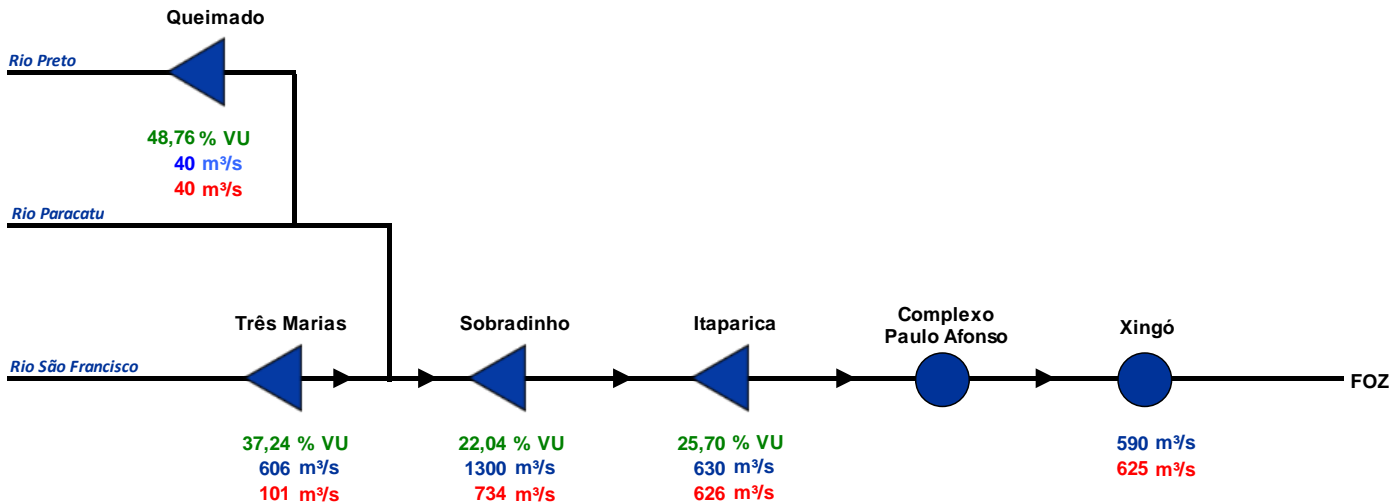 Queimado
Rio Preto
48,76 % VU
40 m³/s
40 m³/s
Rio Paracatu
Três Marias
Sobradinho
Itaparica
Complexo
Paulo Afonso
Xingó
Rio São Francisco
FOZ
37,24 % VU
606 m³/s
101 m³/s
22,04 % VU
1300 m³/s
734 m³/s
25,70 % VU
630 m³/s
626 m³/s
590 m³/s
625 m³/s